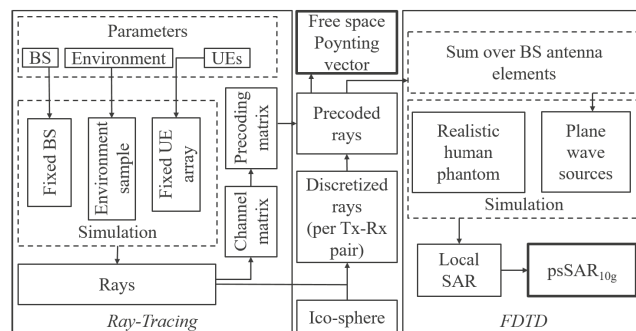 Parameters
BS
Environment
UEs
Fixed BS
Environment
sample
Fixed UE
array
Simulation
Rays
Ray-Tracing
Precoding
matrix
Channel
matrix
Free space
Poynting
vector
Precoded
rays
Discretized
rays
(per Tx-Rx
pair)
Ico-sphere
Sum over BS antenna
elements
Realistic
human
phantom
Plane
wave
sources
Simulation
Local
SAR
psSAR10g
FDTD